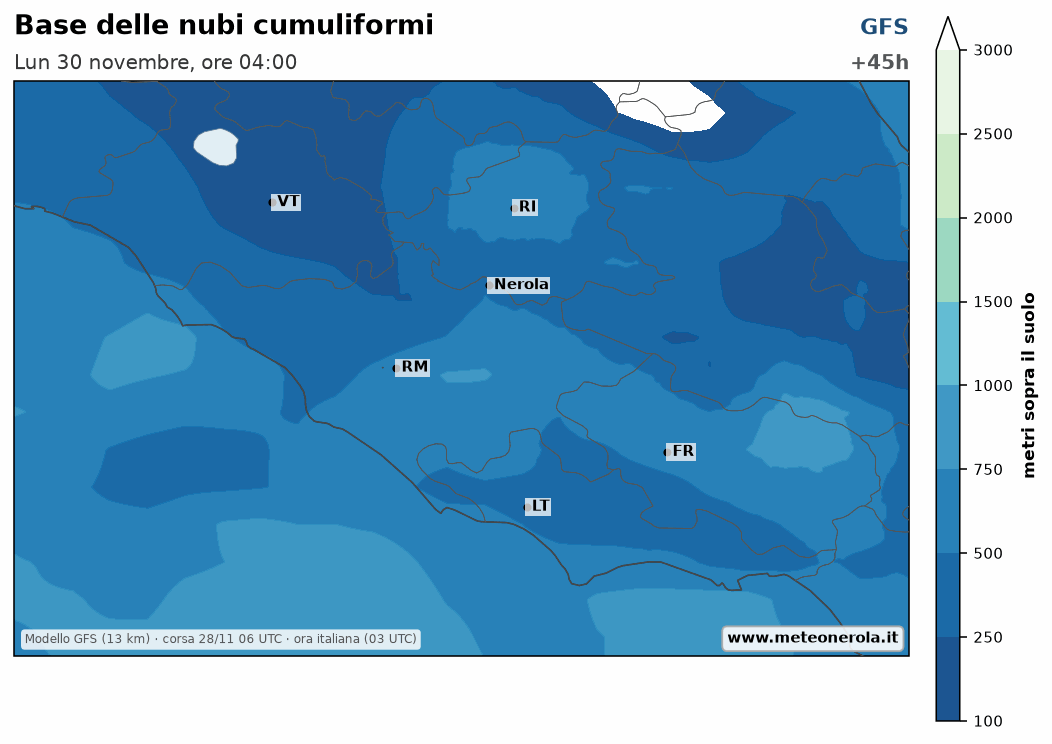 Base delle nubi cumuliformi
GFS
Lun 30 novembre, ore 04:00
+45h
VT
RI
Nerola
RM
FR
LT
Modello GFS (13 km) · corsa 28/11 06 UTC · ora italiana (03 UTC)
www.meteonerola.it
3000
2500
2000
1500
1000
750
500
250
100
metri sopra il suolo